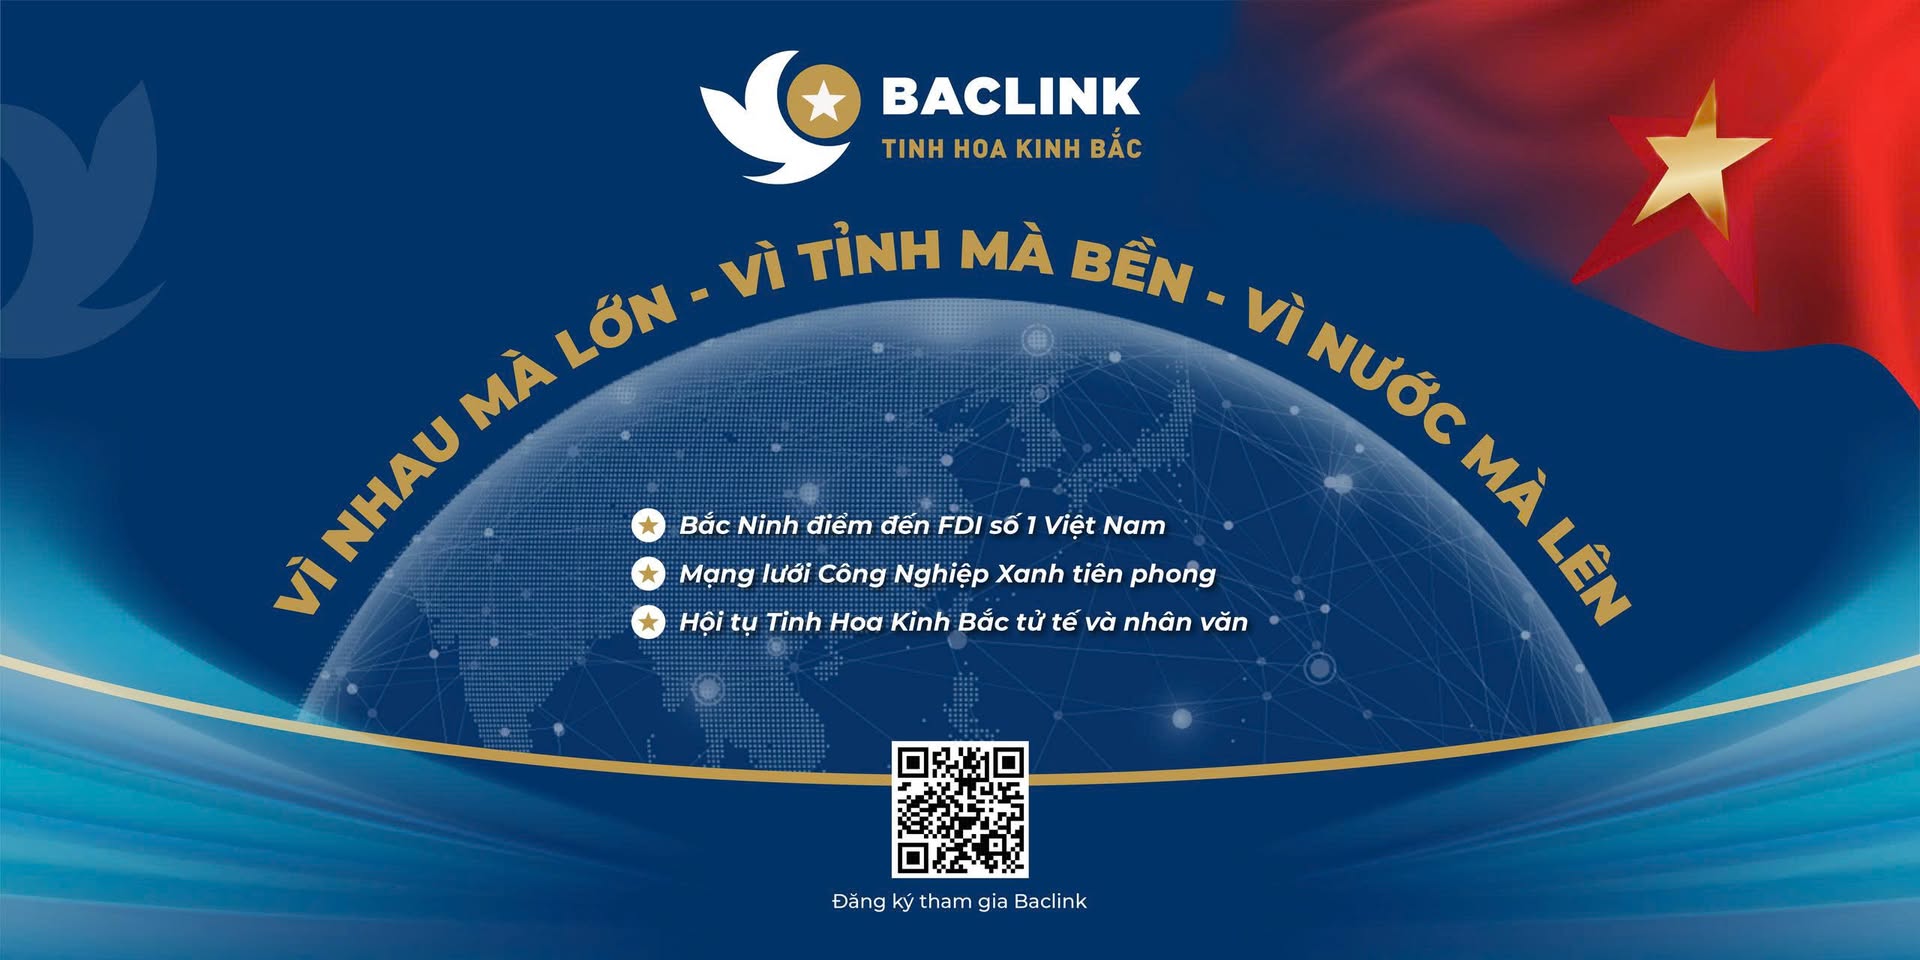 BACLINK
TINH HOA KINH BẮC
VÌ NHAU MÀ LỚN - VÌ TỈNH MÀ BỀN - VÌ NƯỚC MÀ LÊN
Bắc Ninh điểm đến FDI số 1 Việt Nam
Mạng lưới Công Nghiệp Xanh tiên phong
Hội tụ Tinh Hoa Kinh Bắc tử tế và nhân văn
Đăng ký tham gia Baclink